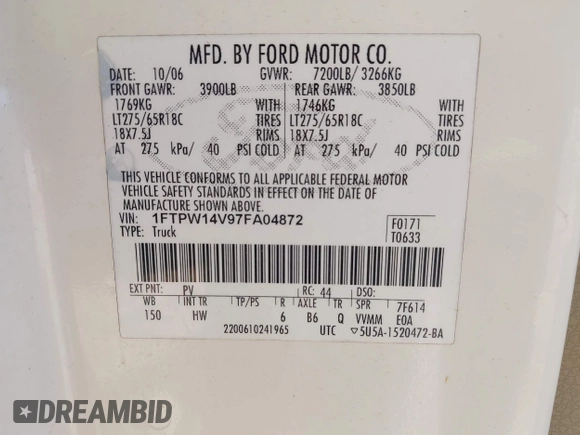 MFD. BY FORD MOTOR CO.
DATE: 10/06 GVWR: 7200LB/ 3266KG
FRONT GAWR: 3900LB REAR GAWR: 3850LB
1769KG WITH 1746KG WITH
LT275/65R18C TIRES LT275/65R18C TIRES
18X7.5J RIMS 18X7.5J RIMS
AT 275 kPa/ 40 PSI COLD AT 275 kPa/ 40 PSI COLD
THIS VEHICLE CONFORMS TO ALL APPLICABLE FEDERAL MOTOR
VEHICLE SAFETY STANDARDS IN EFFECT ON THE DATE OF
MANUFACTURE SHOWN ABOVE.
VIN: 1FTPW14V97FA04872 F0171
TYPE: Truck T0633
EXT PNT: PV RC: 44 DSO:
WB INT TR TP/PS R AXLE TR SPR 7F614
150 HW 6 B6 Q VVMM E0A
2200610241965 UTC ▽5U5A-1520472-BA
DREAMBID